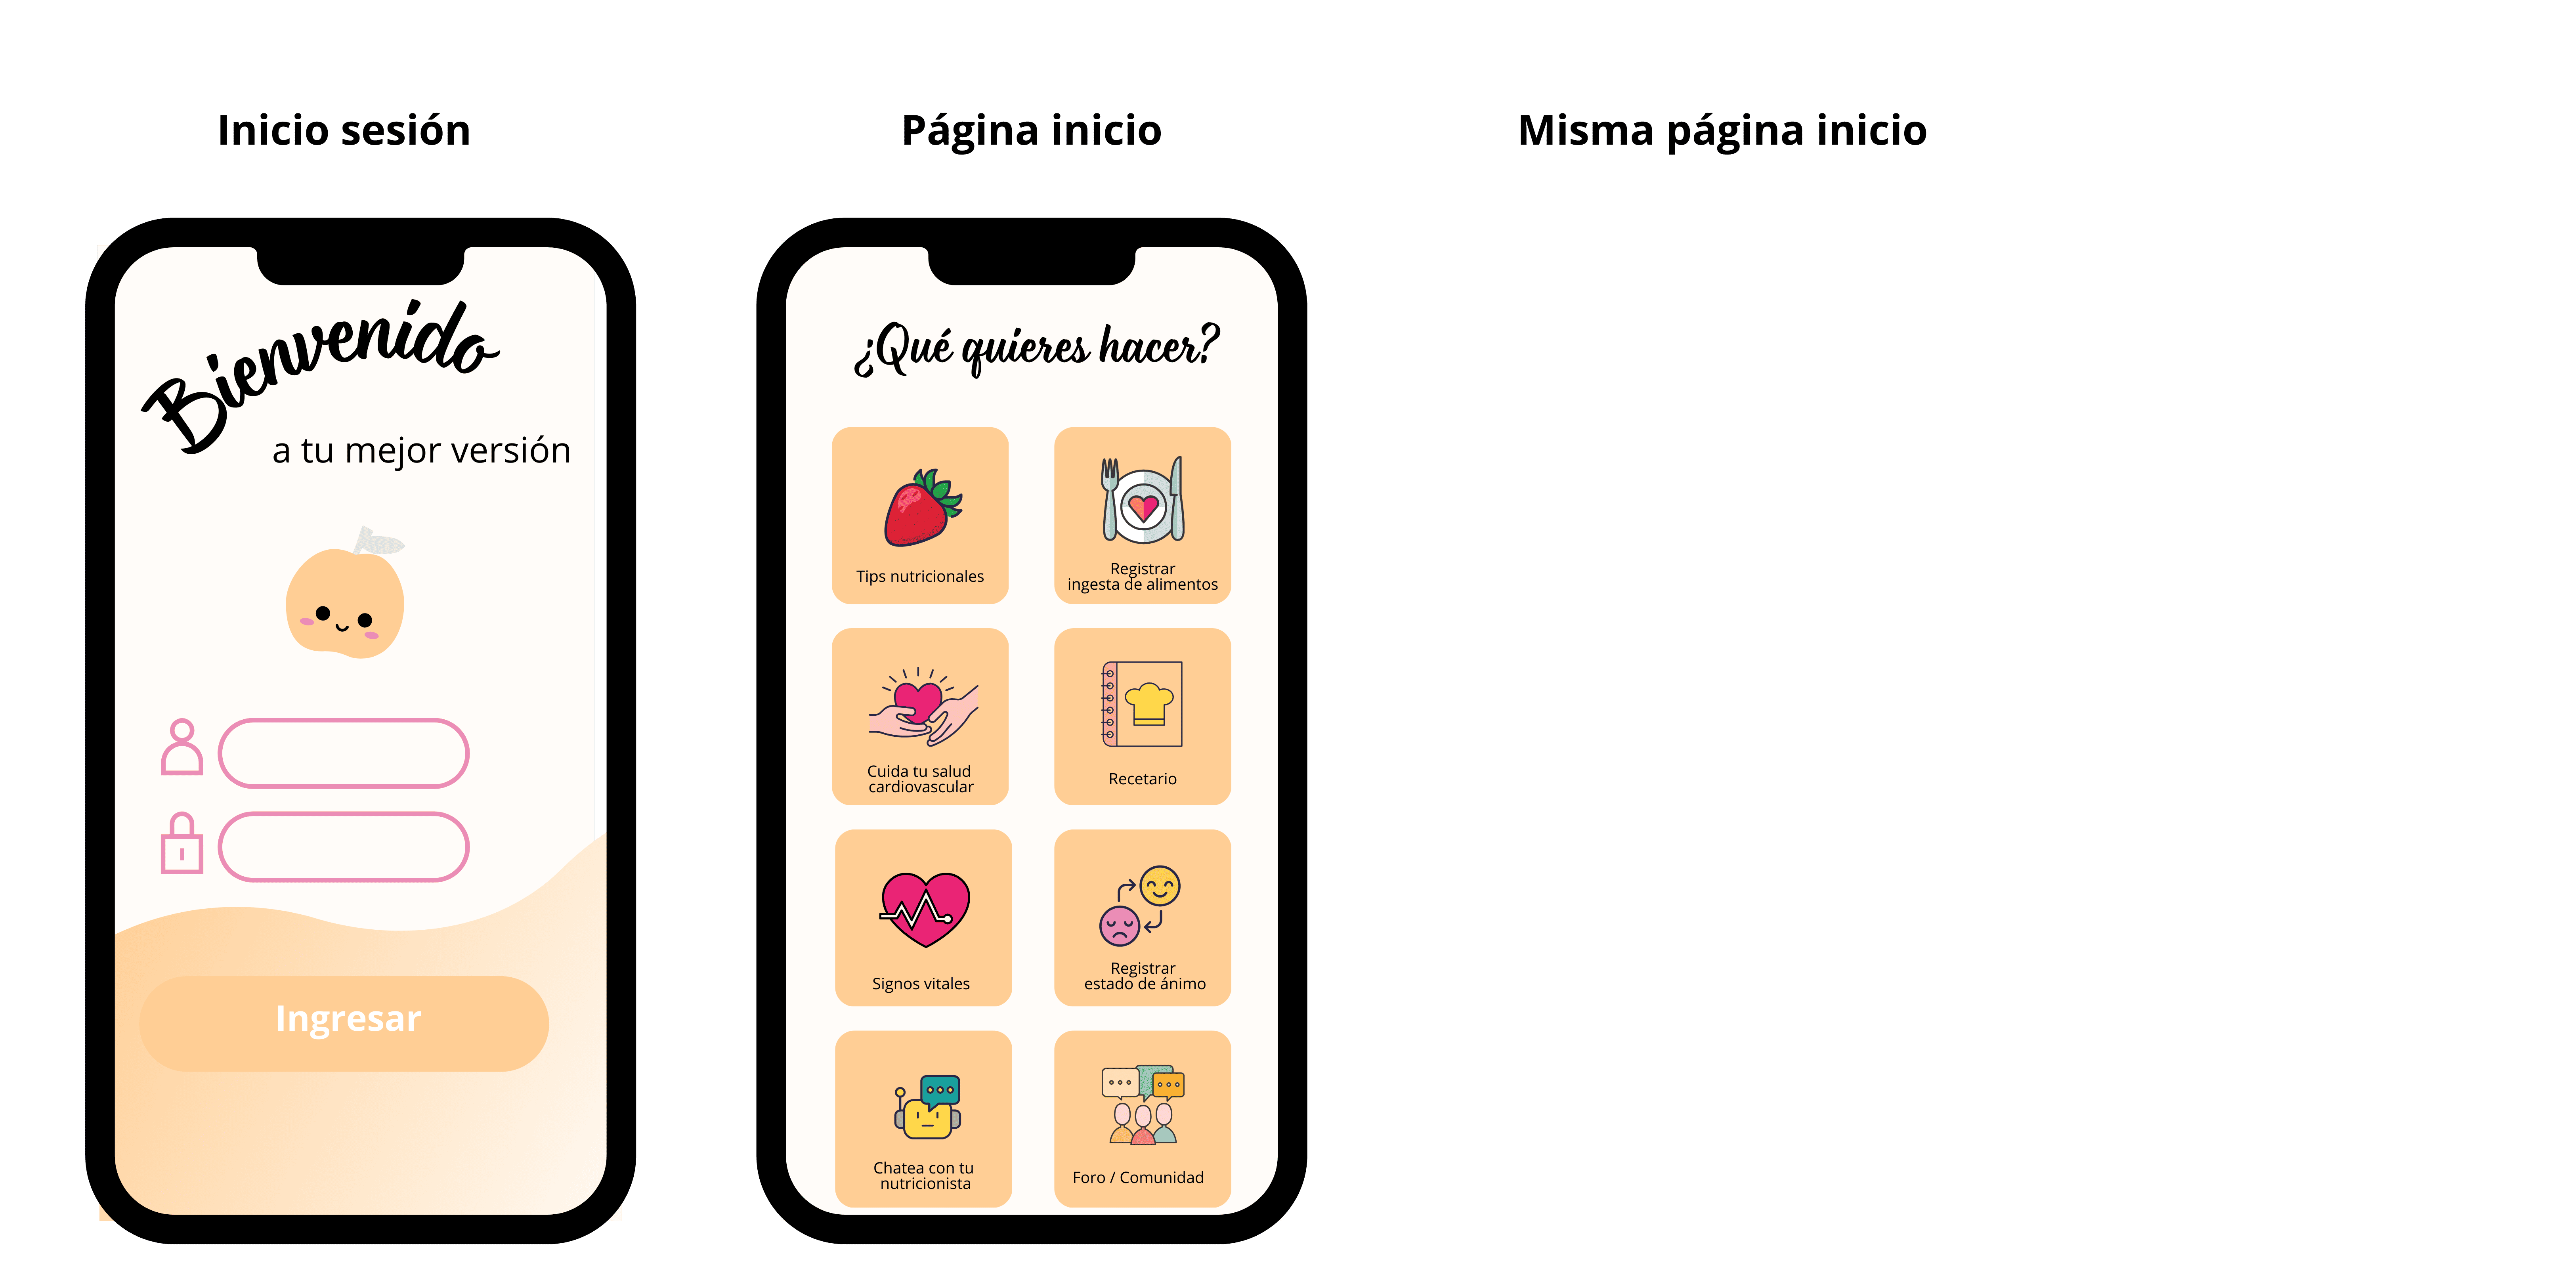 Inicio sesión
Página inicio
Misma página inicio
Bienvenido
a tu mejor versión
Ingresar
¿Qué quieres hacer?
Tips nutricionales
Registrar
ingesta de alimentos
Cuida tu salud
cardiovascular
Recetario
Signos vitales
Registrar
estado de ánimo
Chatea con tu
nutricionista
Foro / Comunidad